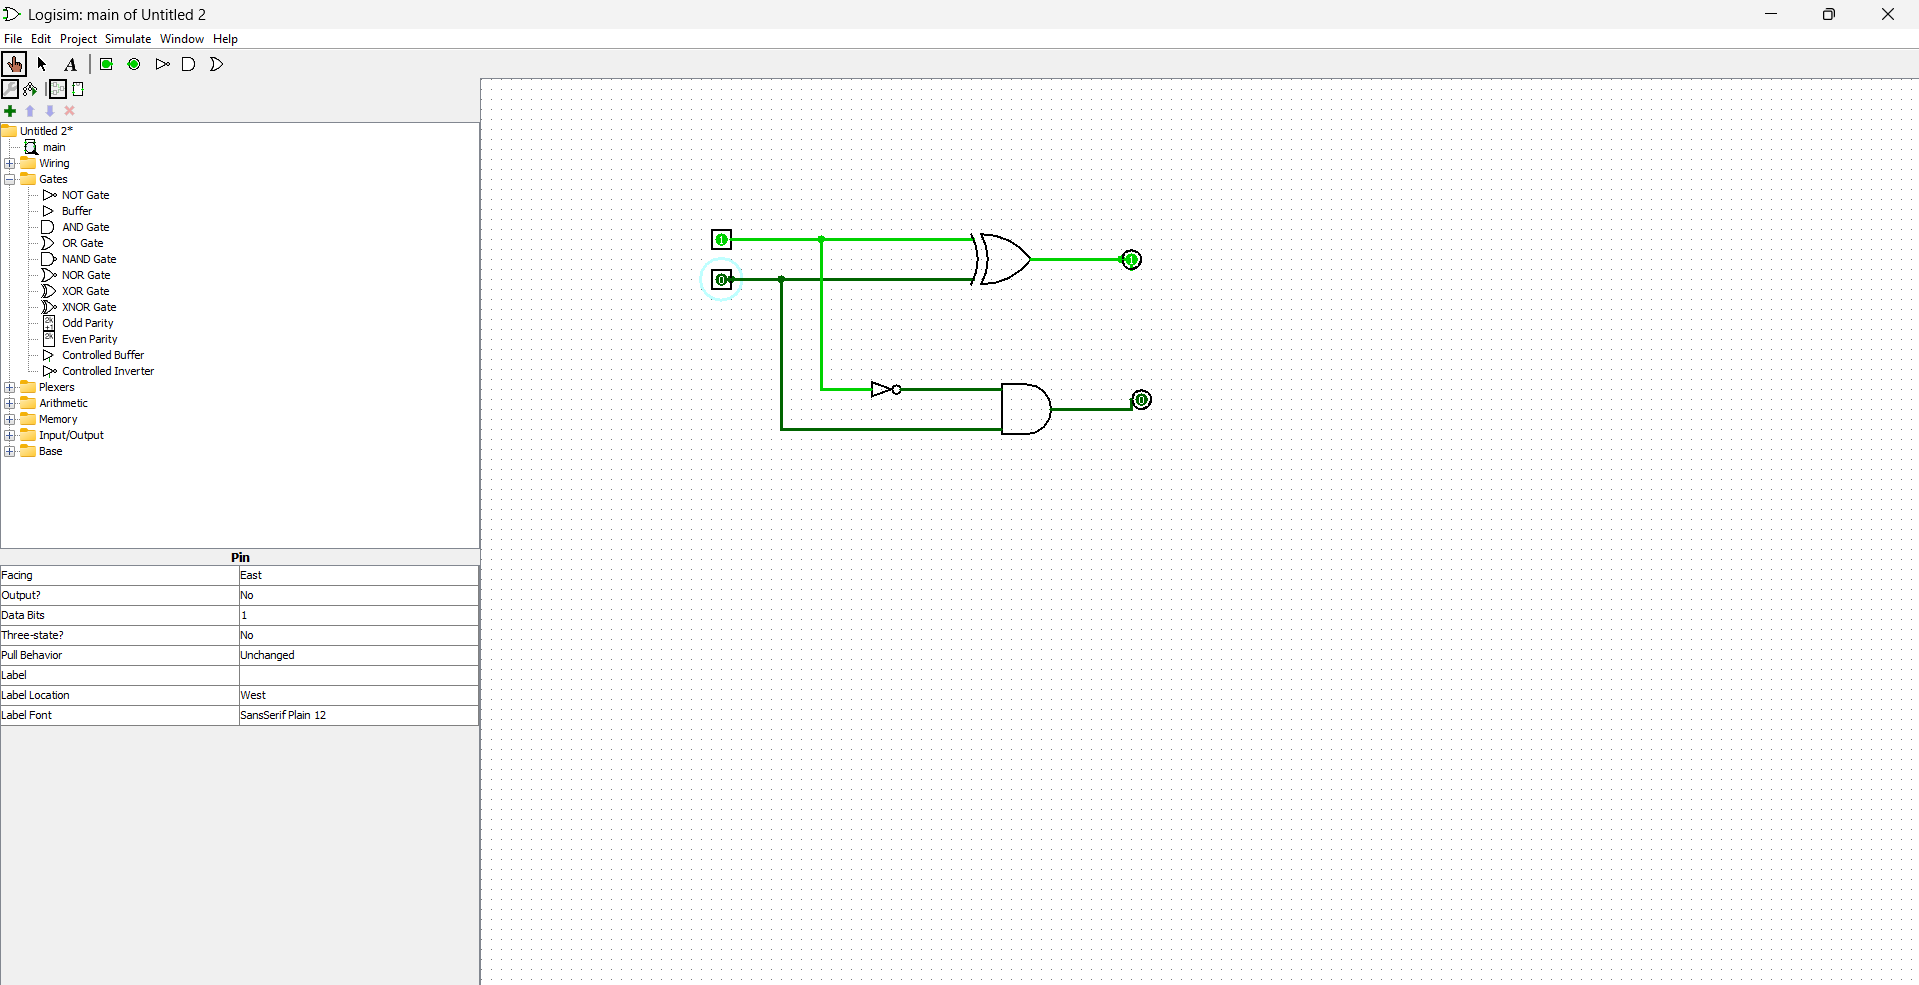 Logisim: main of Untitled 2
File Edit Project Simulate Window Help
A
Untitled 2*
main
Wiring
Gates
NOT Gate
Buffer
AND Gate
OR Gate
NAND Gate
NOR Gate
XOR Gate
XNOR Gate
2k+1 Odd Parity
2k Even Parity
Controlled Buffer
Controlled Inverter
Plexers
Arithmetic
Memory
Input/Output
Base
Pin
Facing East
Output? No
Data Bits 1
Three-state? No
Pull Behavior Unchanged
Label
Label Location West
Label Font SansSerif Plain 12
1
0
1
0